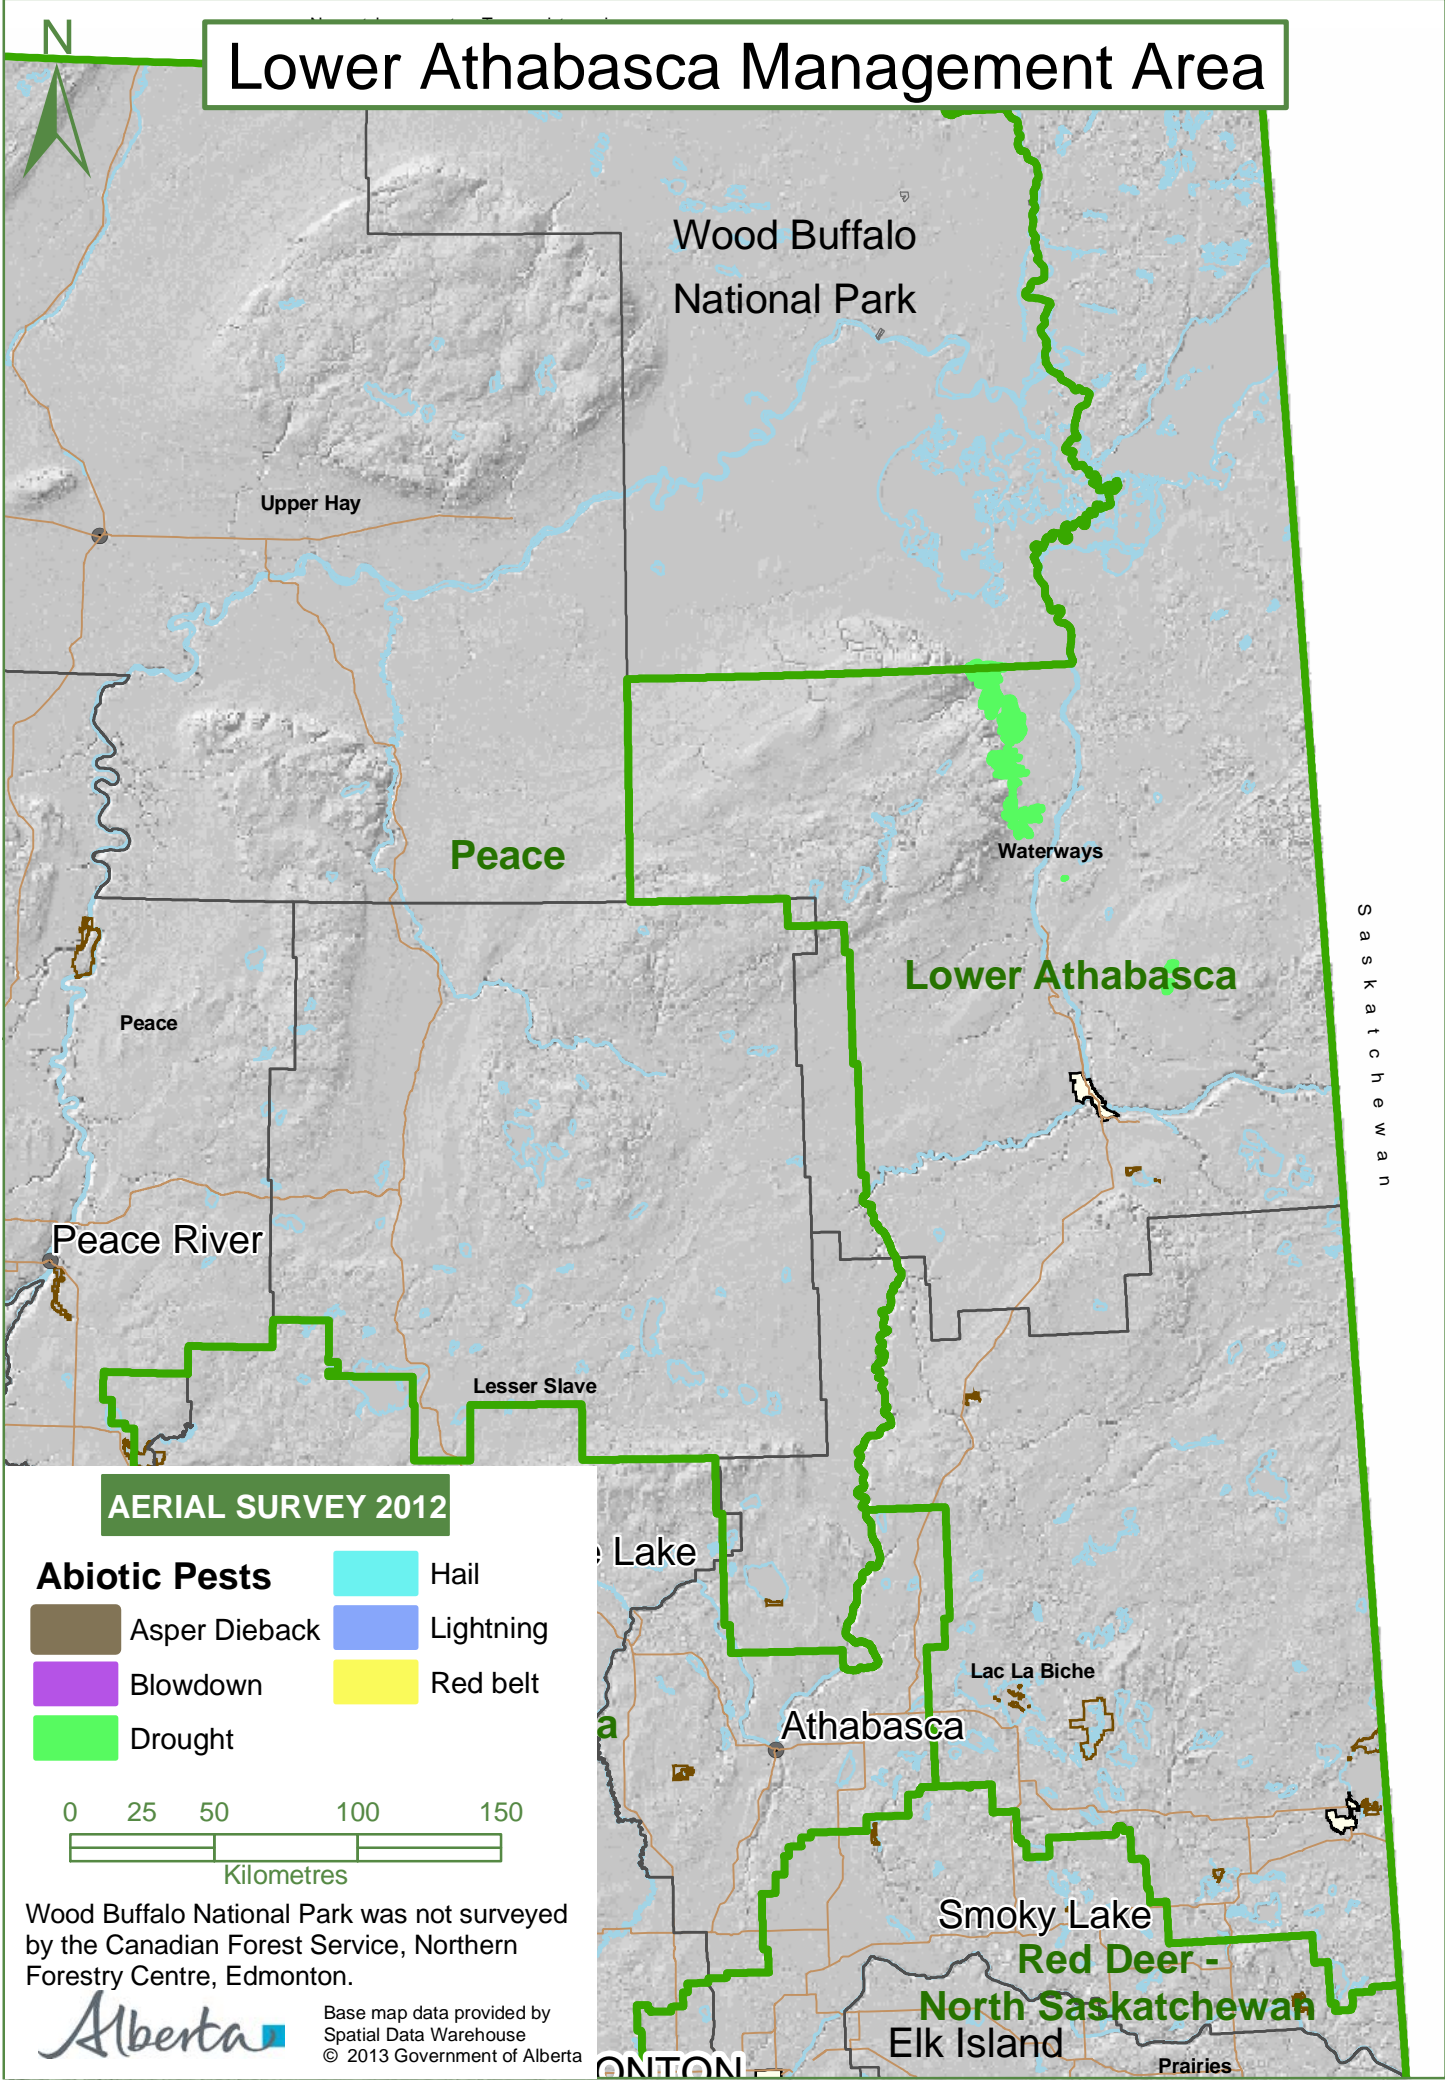 N
Lower Athabasca Management Area
Wood Buffalo
National Park
Upper Hay
Peace
Waterways
Lower Athabasca
Saskatchewan
Peace
Peace River
Lesser Slave
AERIAL SURVEY 2012
Abiotic Pests
Asper Dieback
Blowdown
Drought
Hail
Lightning
Red belt
0 25 50 100 150
Kilometres
Wood Buffalo National Park was not surveyed
by the Canadian Forest Service, Northern
Forestry Centre, Edmonton.
Alberta
Base map data provided by
Spatial Data Warehouse
© 2013 Government of Alberta
e Lake
Lac La Biche
a
Athabasca
Smoky Lake
Red Deer -
North Saskatchewan
Elk Island
ONTON
Prairies